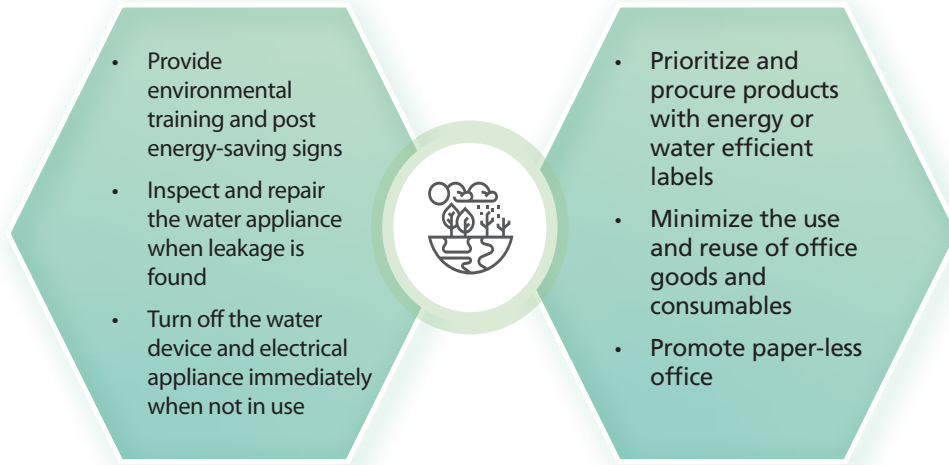 • Provide
environmental
training and post
energy-saving signs
• Inspect and repair
the water appliance
when leakage is
found
• Turn off the water
device and electrical
appliance immediately
when not in use
• Prioritize and
procure products
with energy or
water efficient
labels
• Minimize the use
and reuse of office
goods and
consumables
• Promote paper-less
office